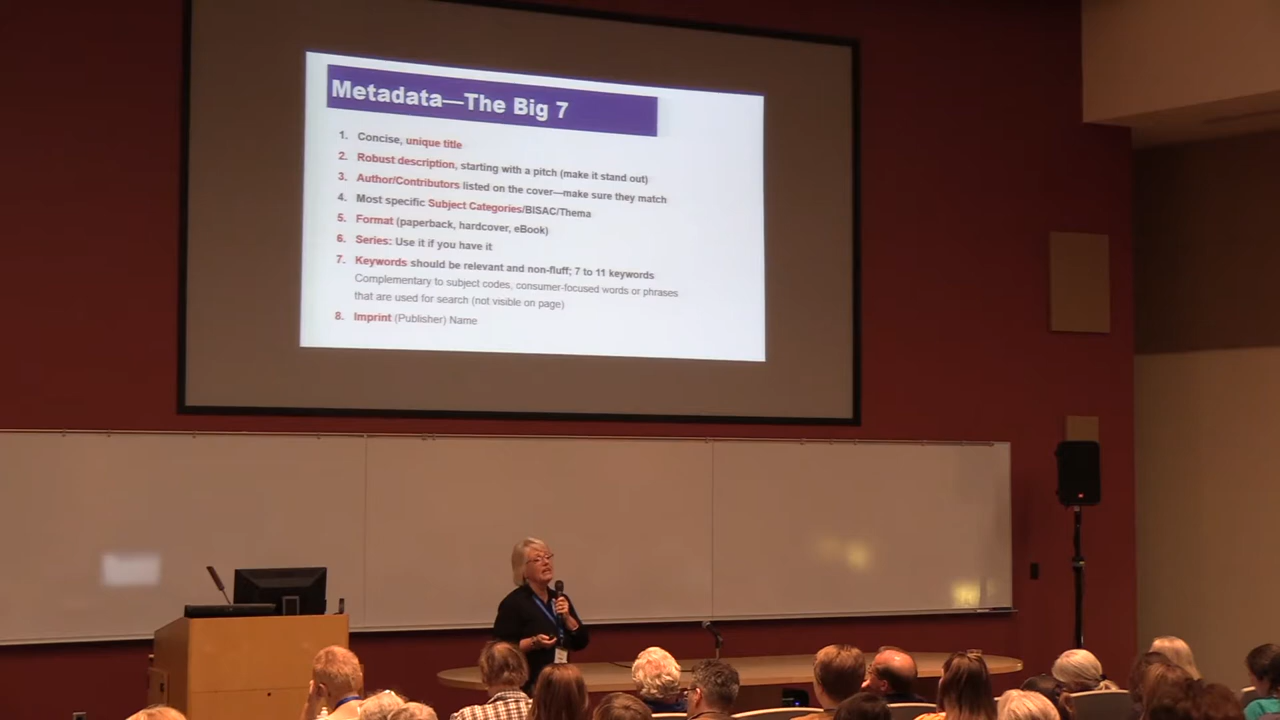 Metadata—The Big 7
1. Concise, unique title
2. Robust description, starting with a pitch (make it stand out)
3. Author/Contributors listed on the cover—make sure they match
4. Most specific Subject Categories/BISAC/Thema
5. Format (paperback, hardcover, eBook)
6. Series: Use it if you have it
7. Keywords should be relevant and non-fluff; 7 to 11 keywords
Complementary to subject codes, consumer-focused words or phrases
that are used for search (not visible on page)
8. Imprint (Publisher) Name